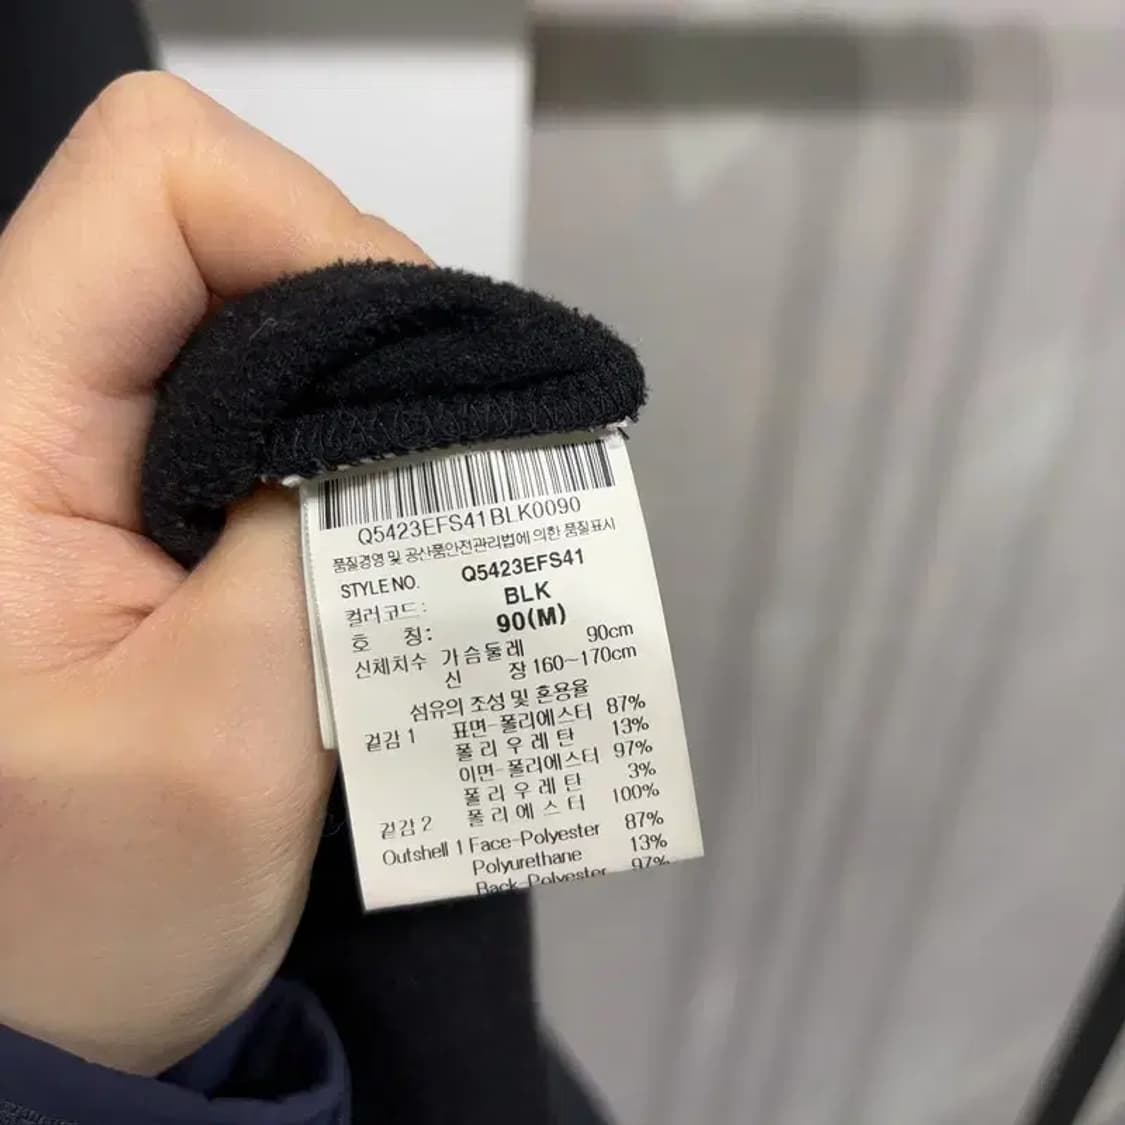 Q5423EFS41BLK0090
품질경영 및 공산품안전관리법에 의한 품질표시
STYLE NO. Q5423EFS41
컬러코드: BLK
호 칭: 90(M)
신체치수 가슴둘레 90cm
신 장 160~170cm
섬유의 조성 및 혼용율
겉감 1 표면-폴리에스터 87%
폴 리 우 레 탄 13%
이면-폴리에스터 97%
폴 리 우 레 탄 3%
겉감 2 폴 리 에 스 터 100%
Outshell 1 Face-Polyester 87%
Polyurethane 13%
Back-Polyester 97%